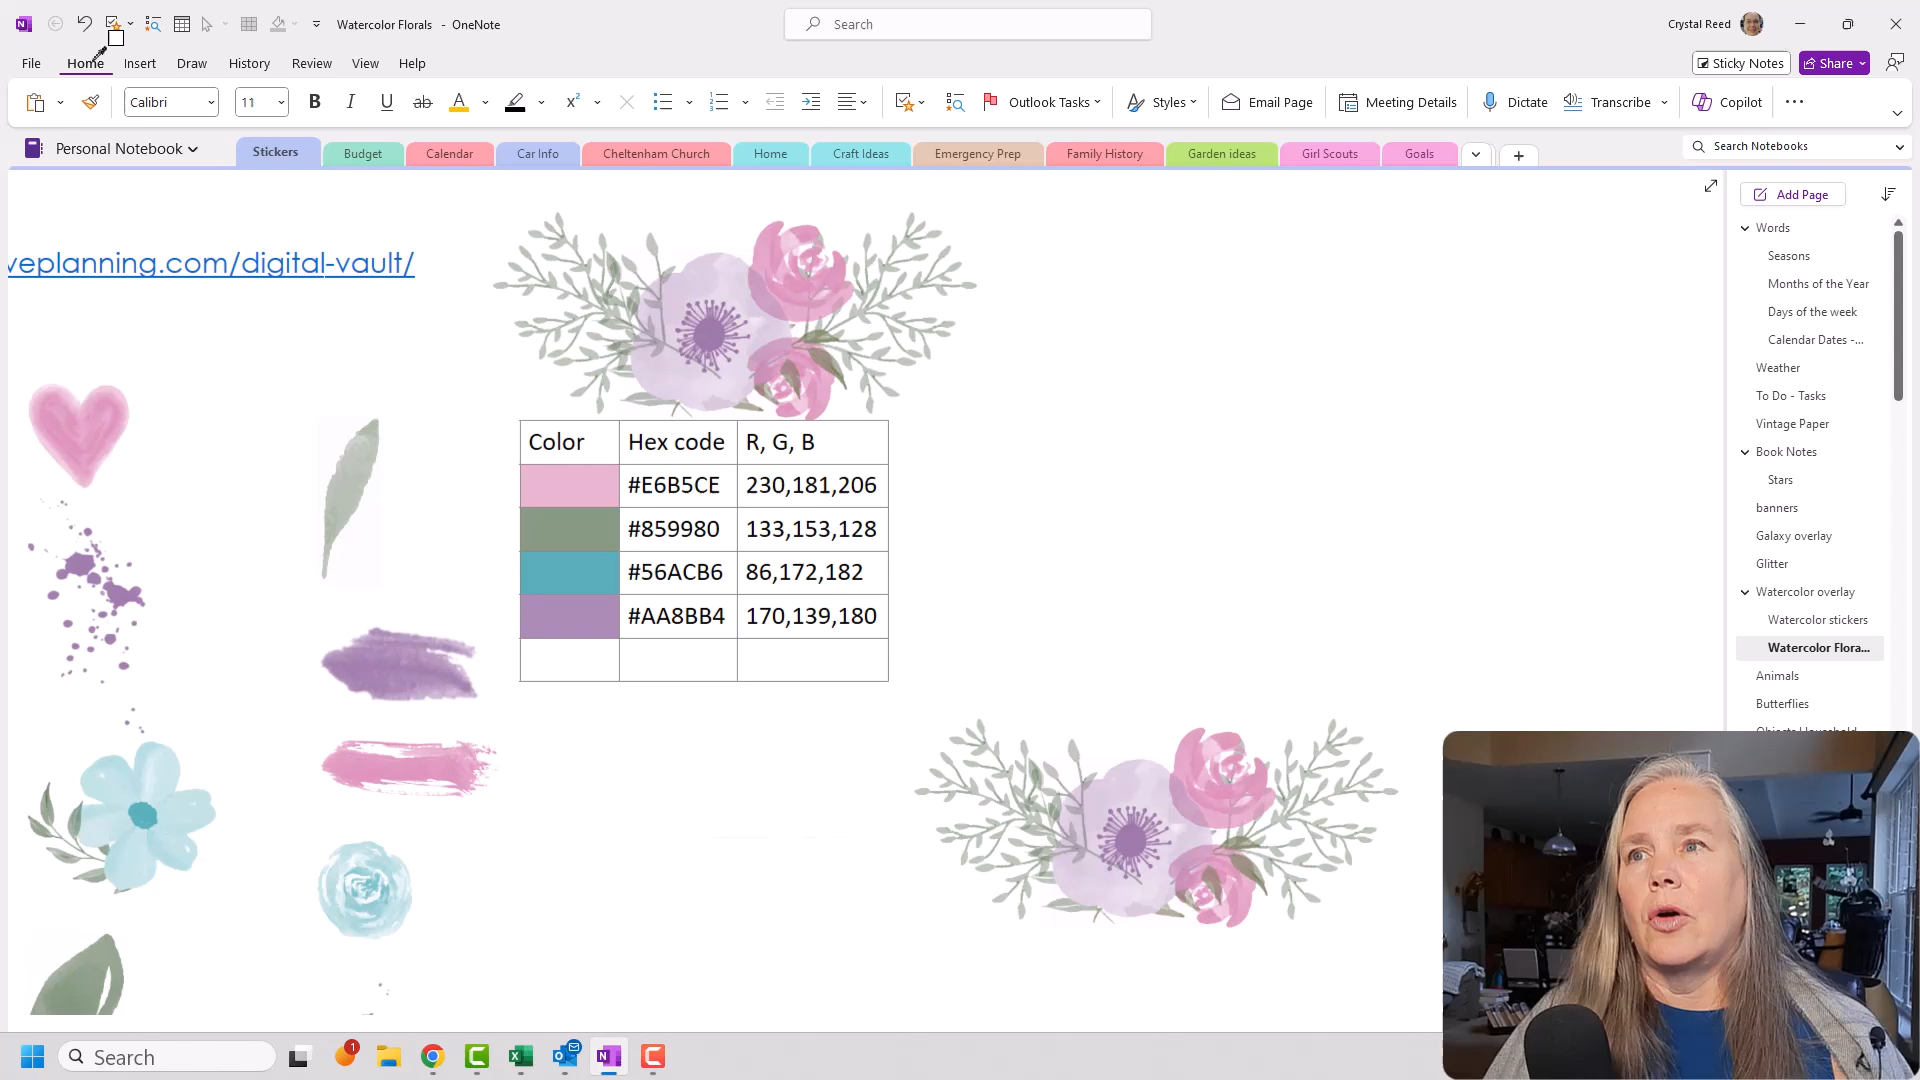 Watercolor Florals - OneNote
Search
Crystal Reed
File Home Insert Draw History Review View Help
Sticky Notes
Share
Calibri
11
B I U ab A
Outlook Tasks
Styles
Email Page
Meeting Details
Dictate
Transcribe
Copilot
Personal Notebook
Stickers
Budget
Calendar
Car Info
Cheltenham Church
Home
Craft Ideas
Emergency Prep
Family History
Garden ideas
Girl Scouts
Goals
Search Notebooks
veplanning.com/digital-vault/
Color Hex code R, G, B
#E6B5CE 230,181,206
#859980 133,153,128
#56ACB6 86,172,182
#AA8BB4 170,139,180
Add Page
Words
Seasons
Months of the Year
Days of the week
Calendar Dates -...
Weather
To Do - Tasks
Vintage Paper
Book Notes
Stars
banners
Galaxy overlay
Glitter
Watercolor overlay
Watercolor stickers
Watercolor Flora...
Animals
Butterflies
Search
1